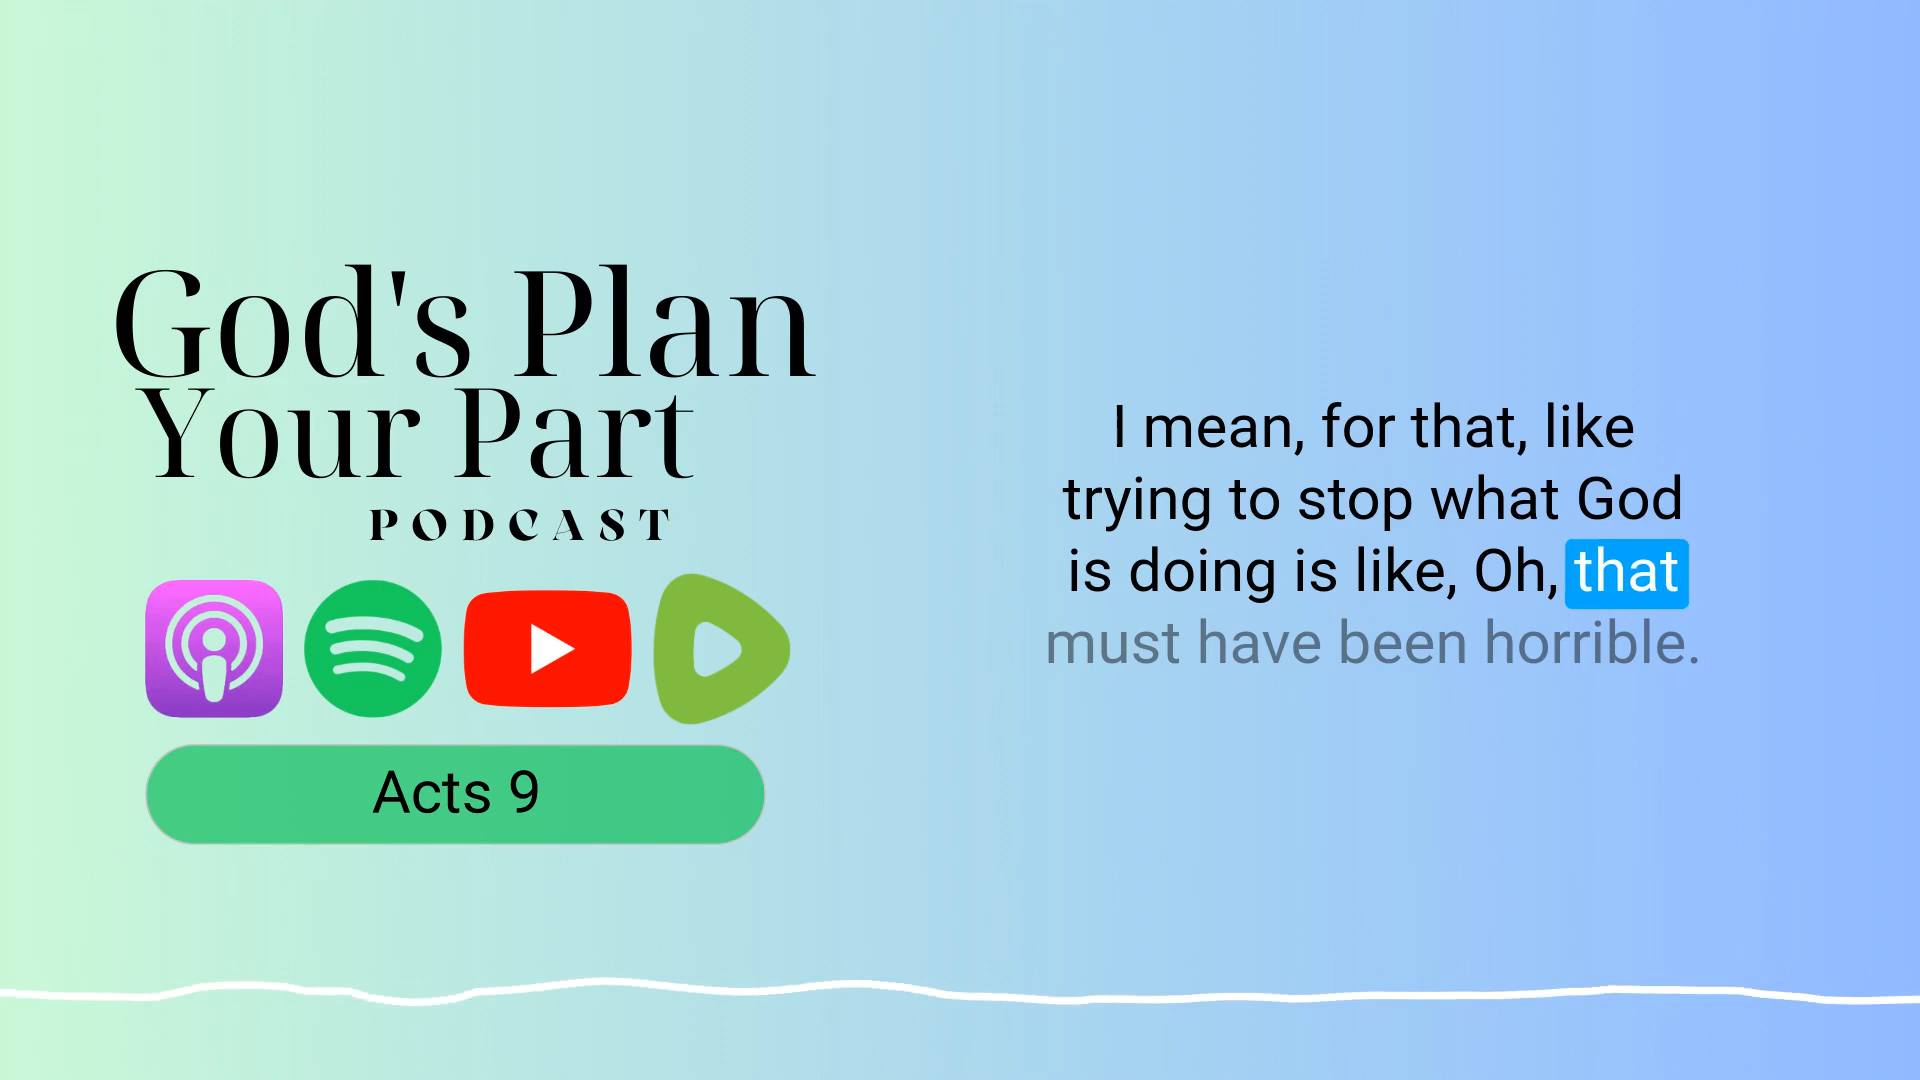 God's Plan
Your Part
PODCAST
Acts 9
I mean, for that, like
trying to stop what God
is doing is like, Oh, that
must have been horrible.